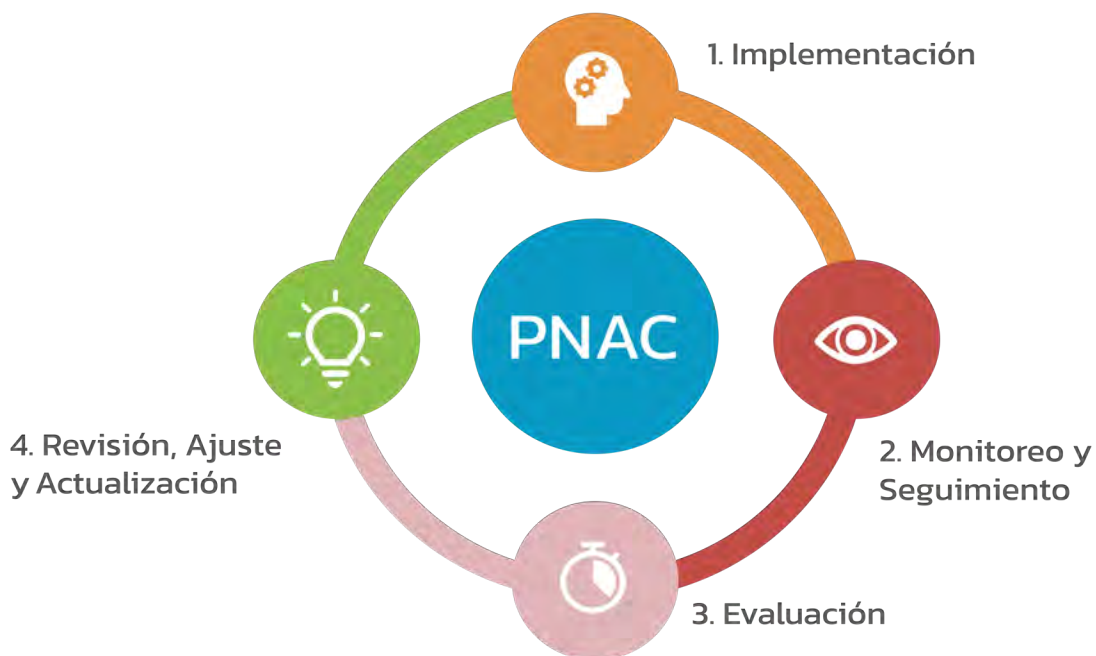 1. Implementación
PNAC
2. Monitoreo y
Seguimiento
3. Evaluación
4. Revisión, Ajuste
y Actualización